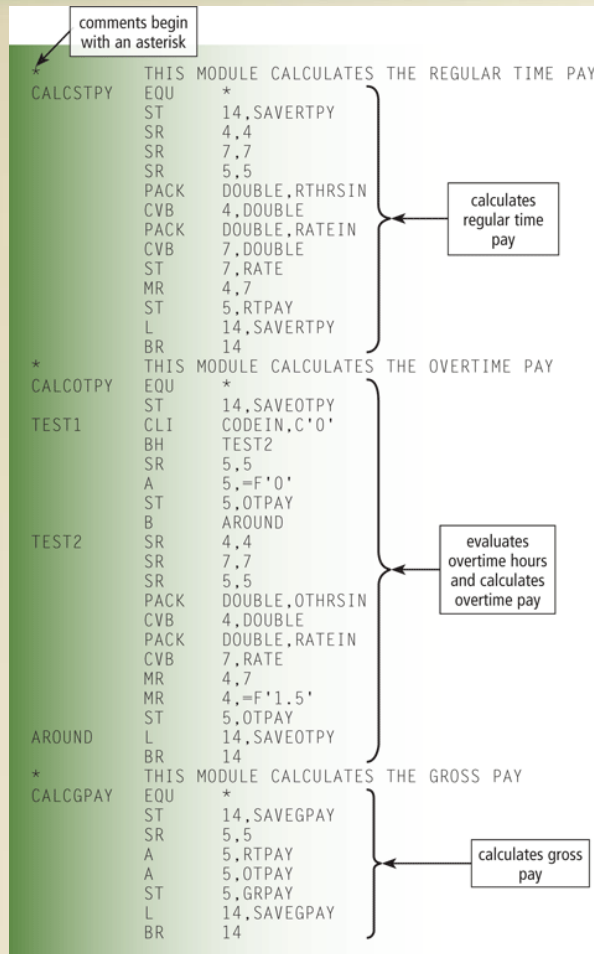 comments begin
with an asterisk
* THIS MODULE CALCULATES THE REGULAR TIME PAY
CALCSTPY EQU *
ST 14,SAVERTPY
SR 4,4
SR 7,7
SR 5,5
PACK DOUBLE,RTHRSIN
CVB 4,DOUBLE
PACK DOUBLE,RATEIN
CVB 7,DOUBLE
ST 7,RATE
MR 4,7
ST 5,RTPAY
L 14,SAVERTPY
BR 14
calculates
regular time
pay
* THIS MODULE CALCULATES THE OVERTIME PAY
CALCOTPY EQU *
ST 14,SAVEOTPY
TEST1 CLI CODEIN,C'O'
BH TEST2
SR 5,5
A 5,=F'0'
ST 5,OTPAY
B AROUND
TEST2 SR 4,4
SR 7,7
SR 5,5
PACK DOUBLE,OTHRSIN
CVB 4,DOUBLE
PACK DOUBLE,RATEIN
CVB 7,RATE
MR 4,7
MR 4,=F'1.5'
ST 5,OTPAY
AROUND L 14,SAVEOTPY
BR 14
evaluates
overtime hours
and calculates
overtime pay
* THIS MODULE CALCULATES THE GROSS PAY
CALCGPAY EQU *
ST 14,SAVEGPAY
SR 5,5
A 5,RTPAY
A 5,OTPAY
ST 5,GRPAY
L 14,SAVEGPAY
BR 14
calculates gross
pay